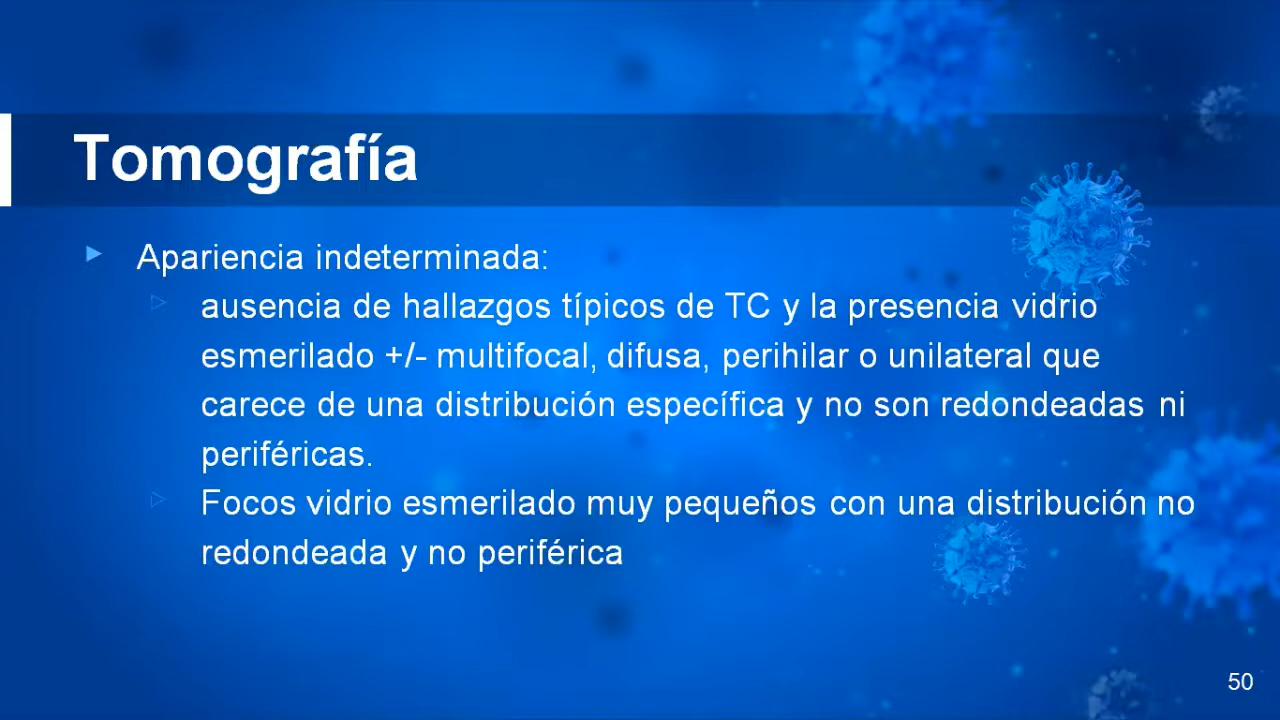 Tomografía
Apariencia indeterminada:
ausencia de hallazgos típicos de TC y la presencia vidrio
esmerilado +/- multifocal, difusa, perihilar o unilateral que
carece de una distribución específica y no son redondeadas ni
periféricas.
Focos vidrio esmerilado muy pequeños con una distribución no
redondeada y no periférica
50